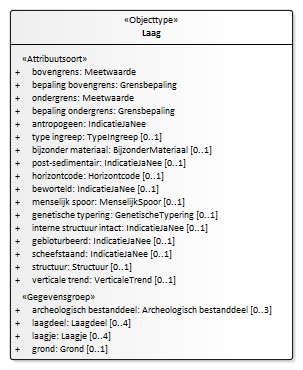 «Objecttype»
Laag
«Attribuutsoort»
+ bovengrens: Meetwaarde
+ bepaling bovengrens: Grensbepaling
+ ondergrens: Meetwaarde
+ bepaling ondergrens: Grensbepaling
+ antropogeen: IndicatieJaNee
+ type ingreep: TypeIngreep [0..1]
+ bijzonder materiaal: BijzonderMateriaal [0..1]
+ post-sedimentair: IndicatieJaNee [0..1]
+ horizontcode: Horizontcode [0..1]
+ beworteld: IndicatieJaNee [0..1]
+ menselijk spoor: MenselijkSpoor [0..1]
+ genetische typering: GenetischeTypering [0..1]
+ interne structuur intact: IndicatieJaNee [0..1]
+ gebioturbeerd: IndicatieJaNee [0..1]
+ scheefstaand: IndicatieJaNee [0..1]
+ structuur: Structuur [0..1]
+ verticale trend: VerticaleTrend [0..1]
«Gegevensgroep»
+ archeologisch bestanddeel: Archeologisch bestanddeel [0..3]
+ laagdeel: Laagdeel [0..4]
+ laagje: Laagje [0..4]
+ grond: Grond [0..1]